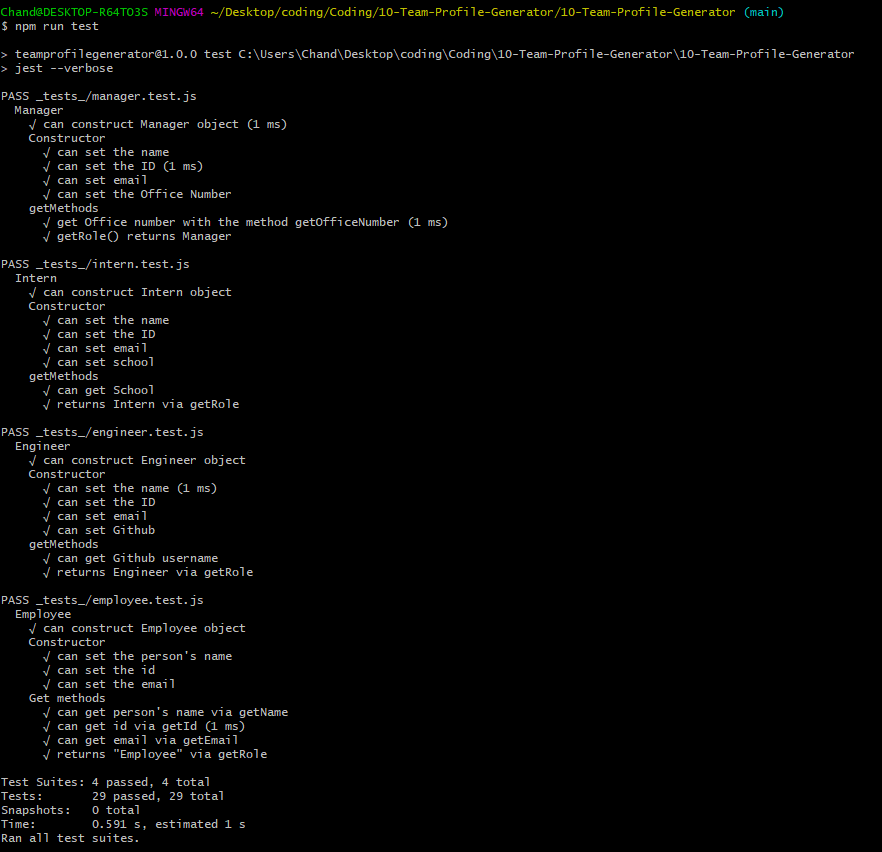 Chand@DESKTOP-R64TO3S MINGW64 ~/Desktop/coding/Coding/10-Team-Profile-Generator/10-Team-Profile-Generator (main)
$ npm run test
> teamprofilegenerator@1.0.0 test C:\Users\Chand\Desktop\coding\Coding\10-Team-Profile-Generator\10-Team-Profile-Generator
> jest --verbose
PASS _tests_/manager.test.js
Manager
√ can construct Manager object (1 ms)
Constructor
√ can set the name
√ can set the ID (1 ms)
√ can set email
√ can set the Office Number
getMethods
√ get Office number with the method getOfficeNumber (1 ms)
√ getRole() returns Manager
PASS _tests_/intern.test.js
Intern
√ can construct Intern object
Constructor
√ can set the name
√ can set the ID
√ can set email
√ can set school
getMethods
√ can get School
√ returns Intern via getRole
PASS _tests_/engineer.test.js
Engineer
√ can construct Engineer object
Constructor
√ can set the name (1 ms)
√ can set the ID
√ can set email
√ can set Github
getMethods
√ can get Github username
√ returns Engineer via getRole
PASS _tests_/employee.test.js
Employee
√ can construct Employee object
Constructor
√ can set the person's name
√ can set the id
√ can set the email
Get methods
√ can get person's name via getName
√ can get id via getId (1 ms)
√ can get email via getEmail
√ returns "Employee" via getRole
Test Suites: 4 passed, 4 total
Tests: 29 passed, 29 total
Snapshots: 0 total
Time: 0.591 s, estimated 1 s
Ran all test suites.